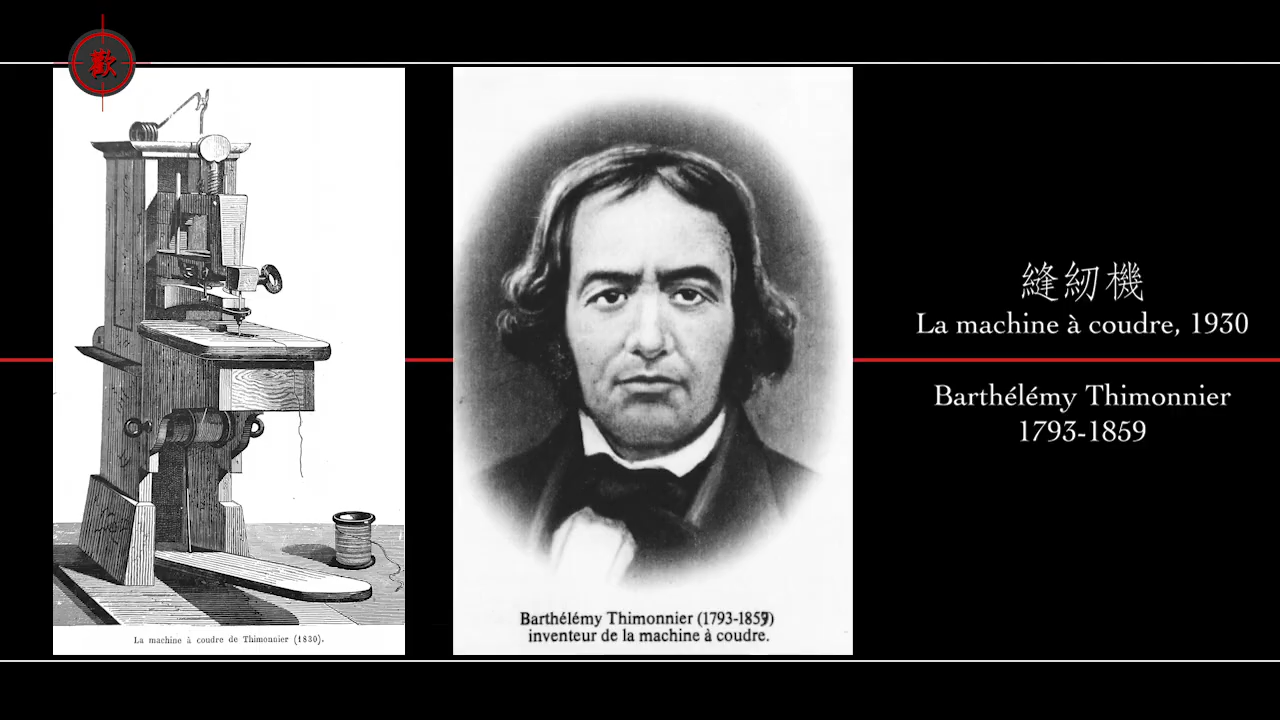 歡
La machine à coudre de Thimonnier (1830).
Barthélémy Thimonnier (1793-1859)
inventeur de la machine à coudre.
縫紉機
La machine à coudre, 1930
Barthélémy Thimonnier
1793-1859